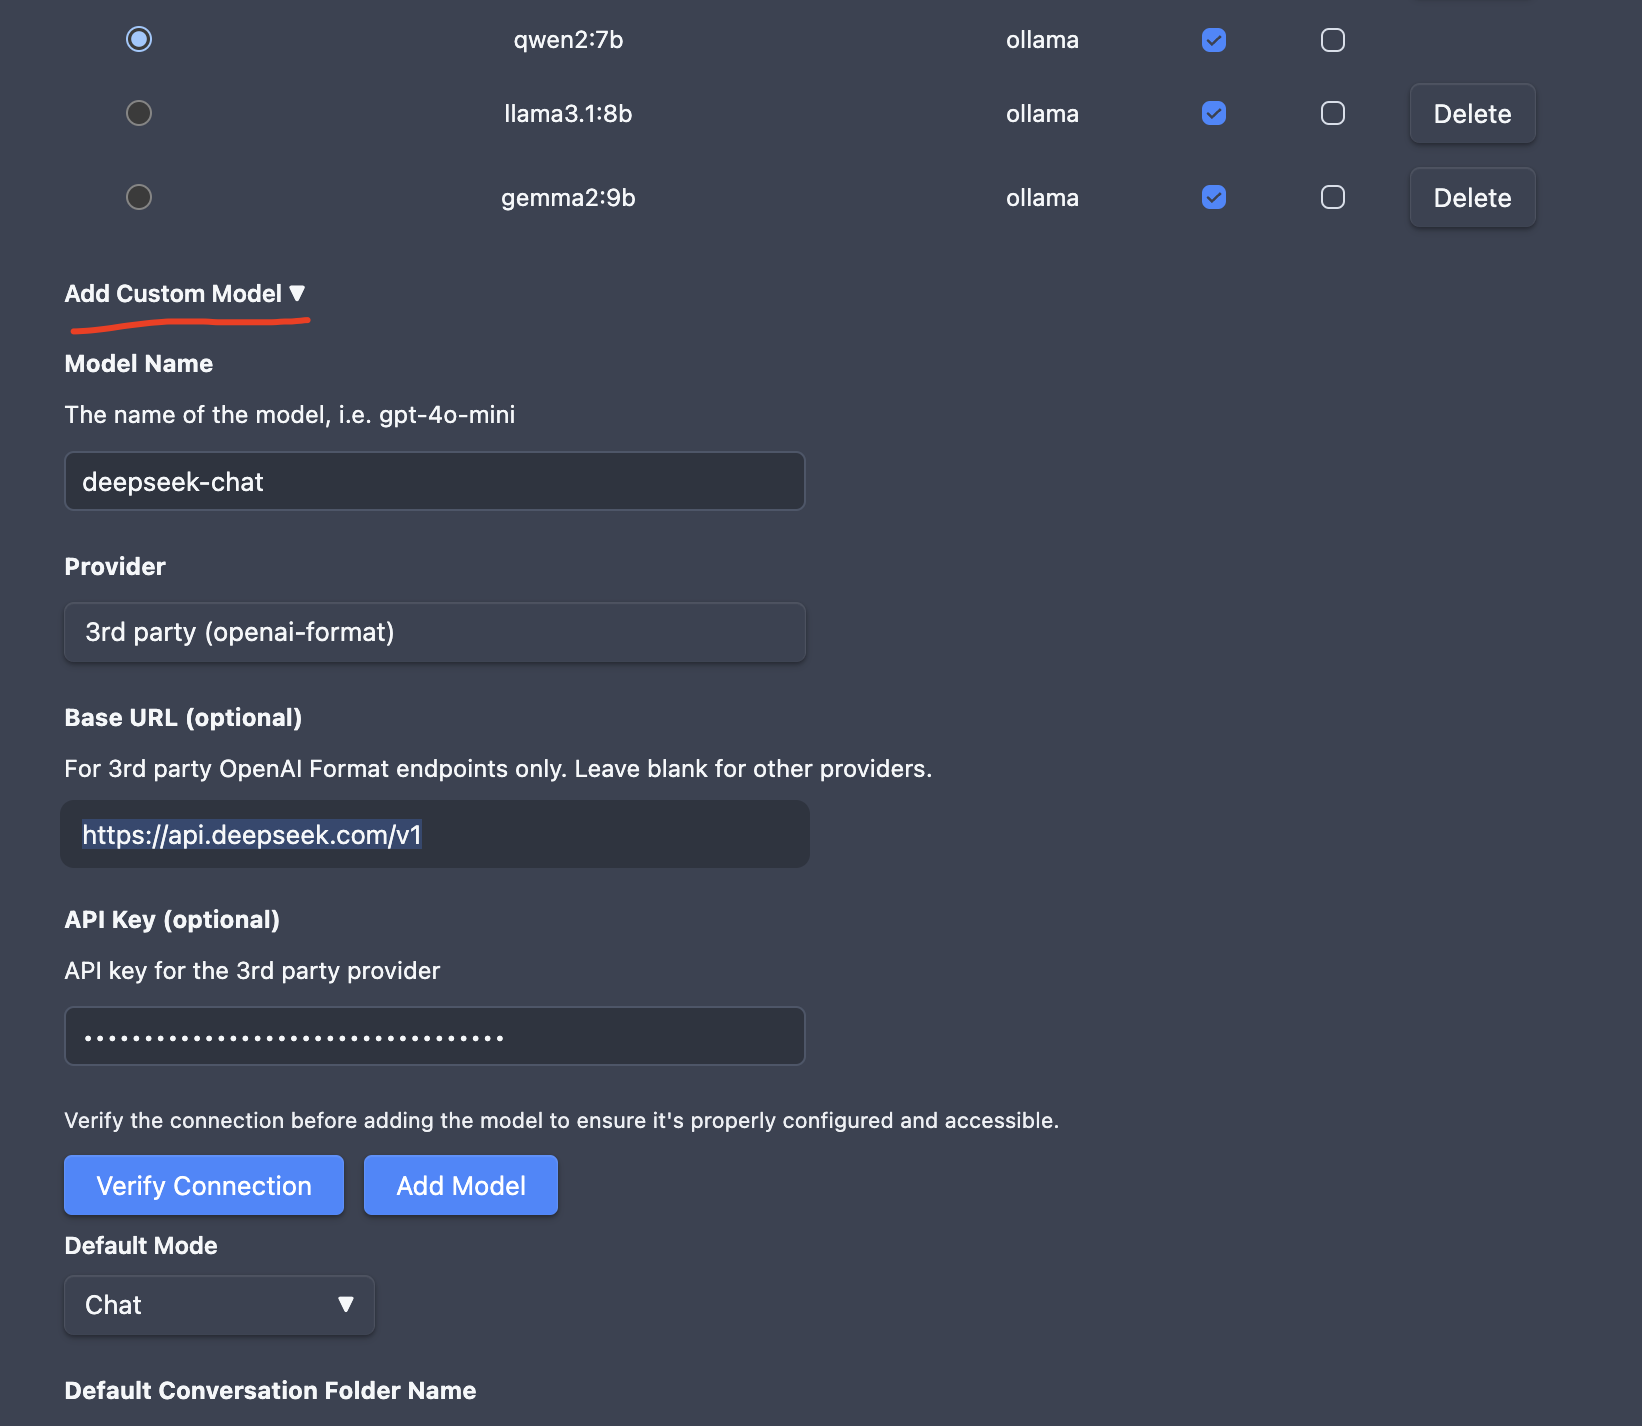 qwen2:7b ollama
llama3.1:8b ollama Delete
gemma2:9b ollama Delete
Add Custom Model ▼
Model Name
The name of the model, i.e. gpt-4o-mini
deepseek-chat
Provider
3rd party (openai-format)
Base URL (optional)
For 3rd party OpenAI Format endpoints only. Leave blank for other providers.
https://api.deepseek.com/v1
API Key (optional)
API key for the 3rd party provider
•••••••••••••••••••••••••••••••••••
Verify the connection before adding the model to ensure it's properly configured and accessible.
Verify Connection Add Model
Default Mode
Chat ▼
Default Conversation Folder Name